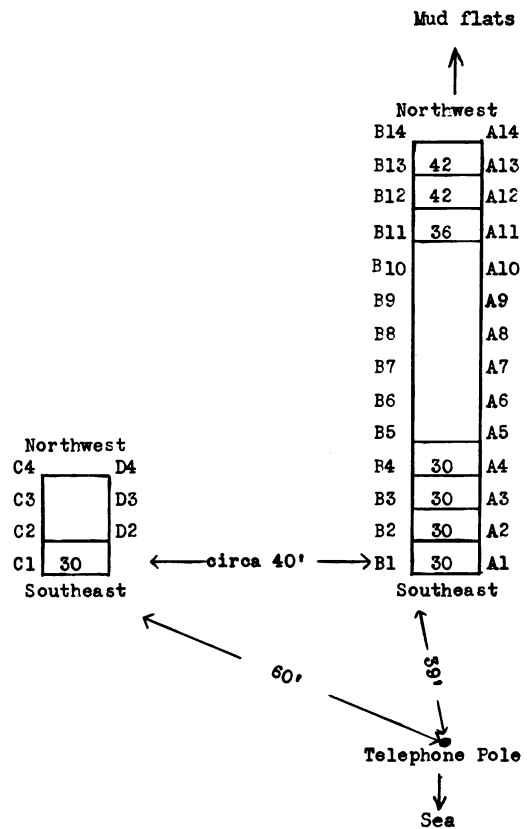 Mud flats
Northwest
B14 A14
B13 42 A13
B12 42 A12
B11 36 A11
B10 A10
B9 A9
B8 A8
B7 A7
B6 A6
B5 A5
Northwest
C4 D4 B4 30 A4
C3 D3 B3 30 A3
C2 D2 B2 30 A2
C1 30 circa 40' B1 30 A1
Southeast Southeast
60' 39'
Telephone Pole
Sea